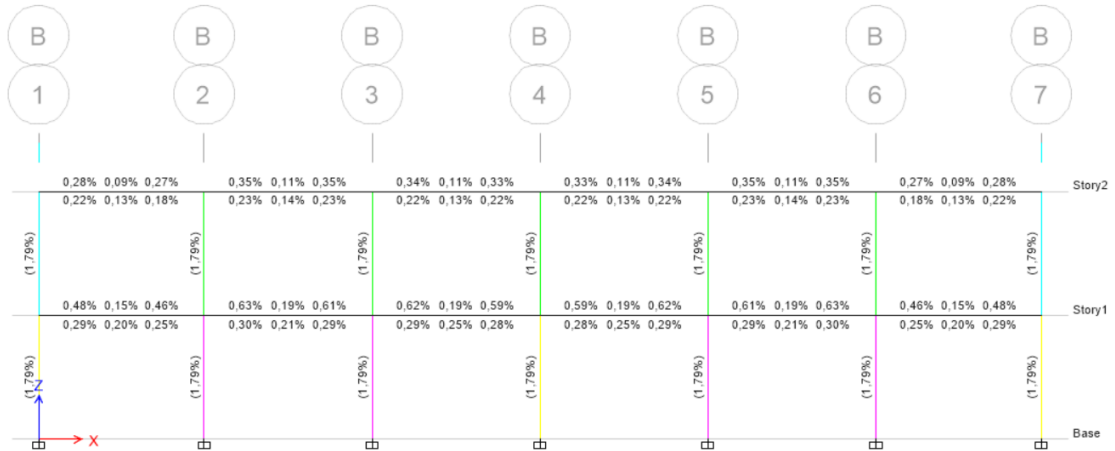 B B B B B B B
1 2 3 4 5 6 7
0,28% 0,09% 0,27% 0,35% 0,11% 0,35% 0,34% 0,11% 0,33% 0,33% 0,11% 0,34% 0,35% 0,11% 0,35% 0,27% 0,09% 0,28%
Story2
0,22% 0,13% 0,18% 0,23% 0,14% 0,23% 0,22% 0,13% 0,22% 0,22% 0,13% 0,22% 0,23% 0,14% 0,23% 0,18% 0,13% 0,22%
(1,79%) (1,79%) (1,79%) (1,79%) (1,79%) (1,79%) (1,79%)
0,48% 0,15% 0,46% 0,63% 0,19% 0,61% 0,62% 0,19% 0,59% 0,59% 0,19% 0,62% 0,61% 0,19% 0,63% 0,46% 0,15% 0,48%
Story1
0,29% 0,20% 0,25% 0,30% 0,21% 0,29% 0,29% 0,25% 0,28% 0,28% 0,25% 0,29% 0,29% 0,21% 0,30% 0,25% 0,20% 0,29%
(1,79%) (1,79%) (1,79%) (1,79%) (1,79%) (1,79%) (1,79%)
Z
Base
X